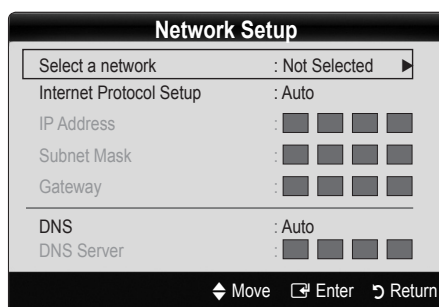 Network Setup
Select a network : Not Selected ▶
Internet Protocol Setup : Auto
IP Address :
Subnet Mask :
Gateway :
DNS : Auto
DNS Server :
Move Enter Return